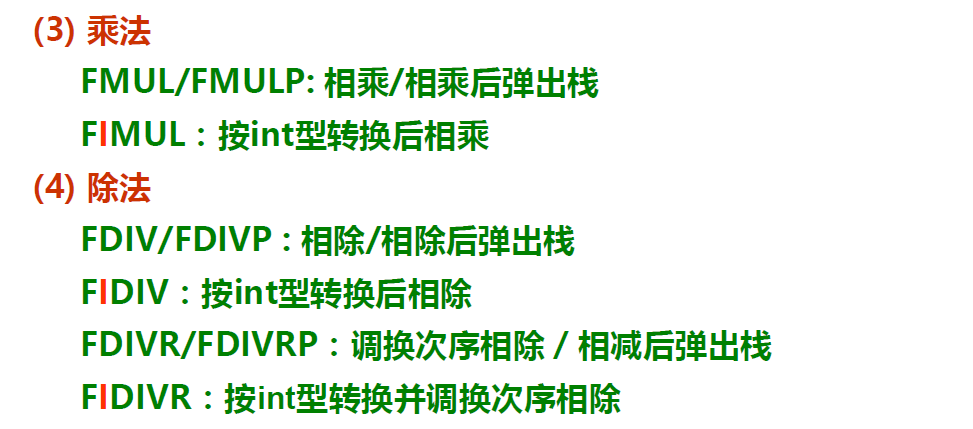 (3) 乘法
FMUL/FMULP: 相乘/相乘后弹出栈
FIMUL：按int型转换后相乘
(4) 除法
FDIV/FDIVP : 相除/相除后弹出栈
FIDIV：按int型转换后相除
FDIVR/FDIVRP：调换次序相除 / 相减后弹出栈
FIDIVR：按int型转换并调换次序相除